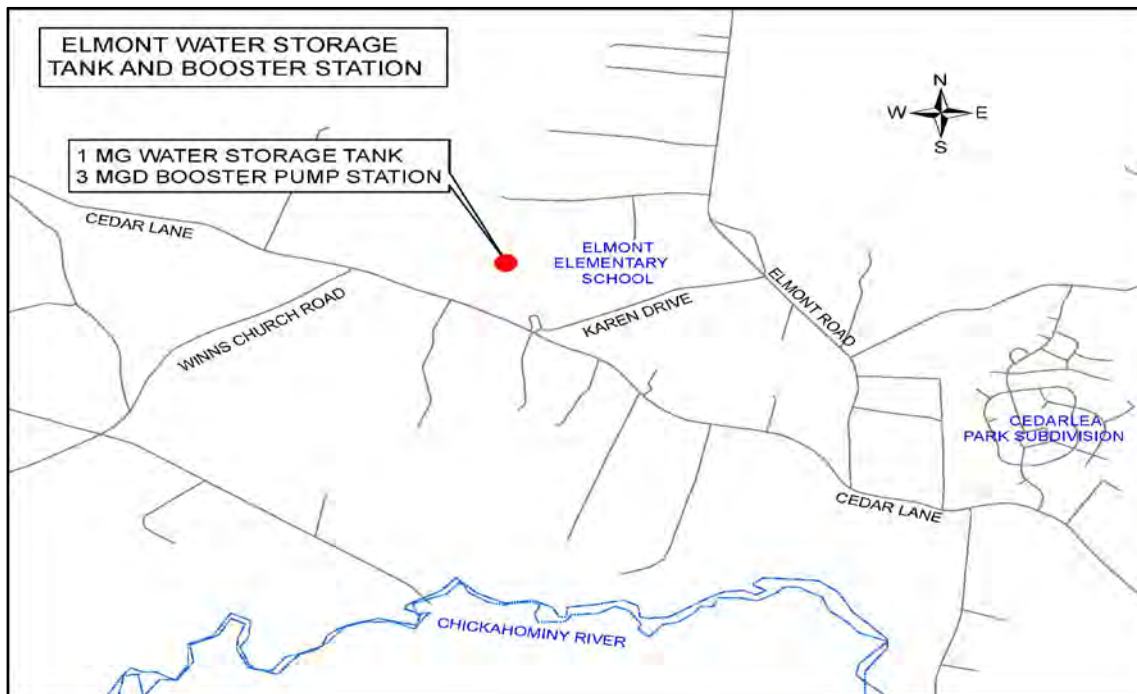 ELMONT WATER STORAGE
TANK AND BOOSTER STATION
N
W
E
S
1 MG WATER STORAGE TANK
3 MGD BOOSTER PUMP STATION
CEDAR LANE
ELMONT
ELEMENTARY
SCHOOL
ELMONT ROAD
WINNS CHURCH ROAD
KAREN DRIVE
CEDARLEA
PARK SUBDIVISION
CEDAR LANE
CHICKAHOMINY RIVER